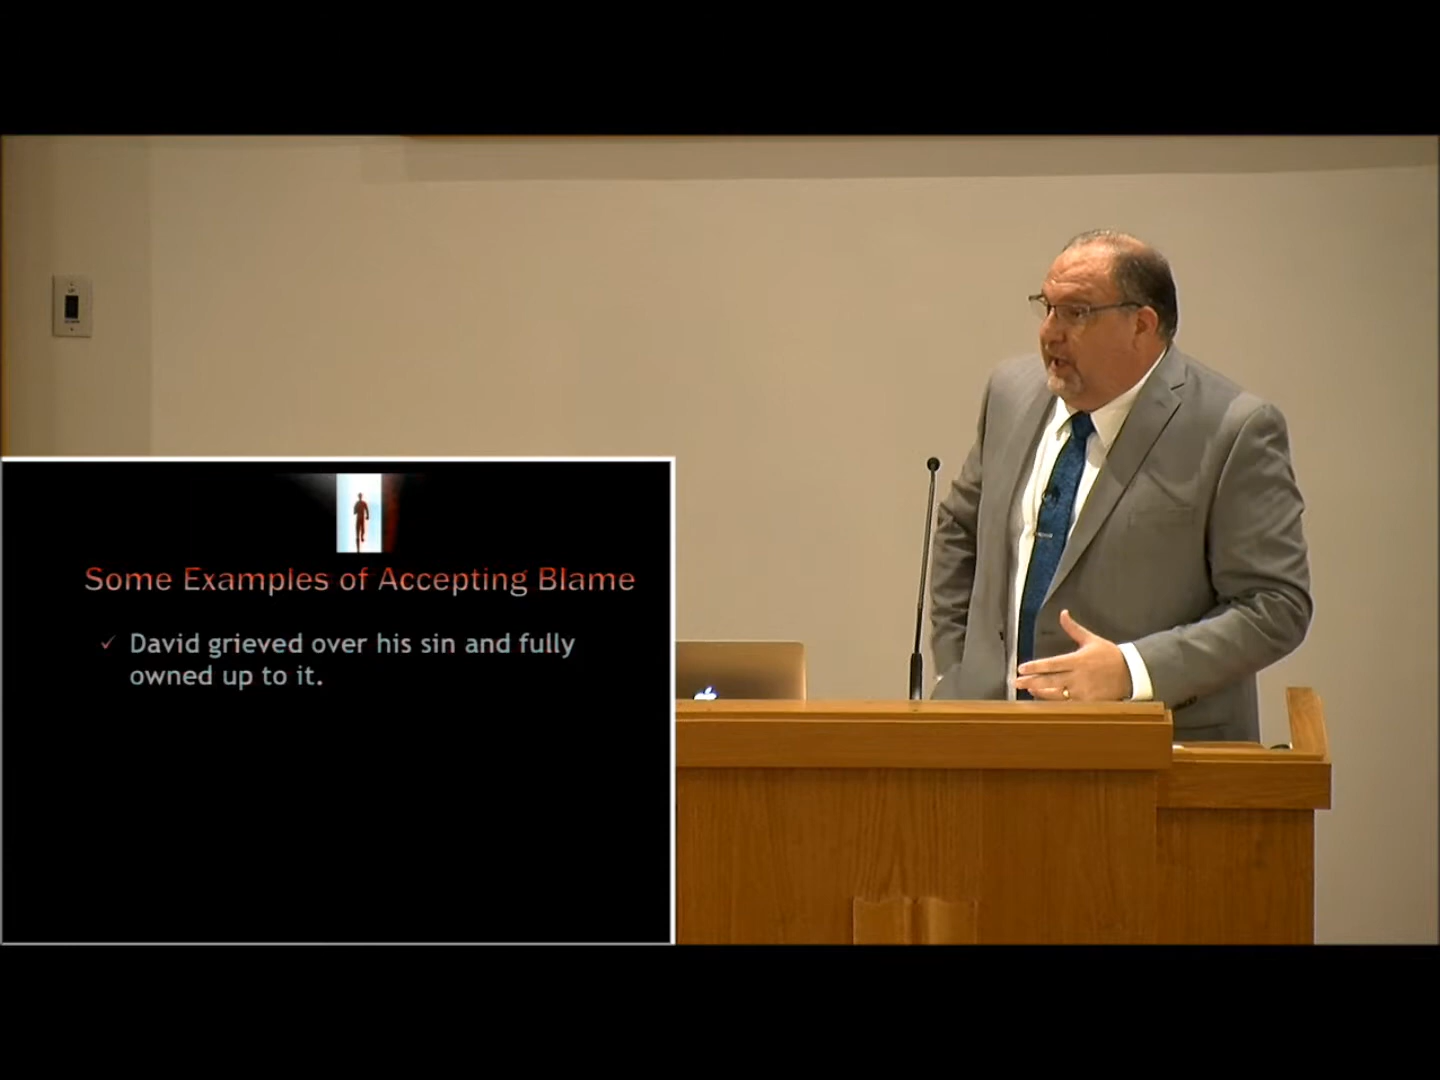 Some Examples of Accepting Blame
✓ David grieved over his sin and fully
owned up to it.